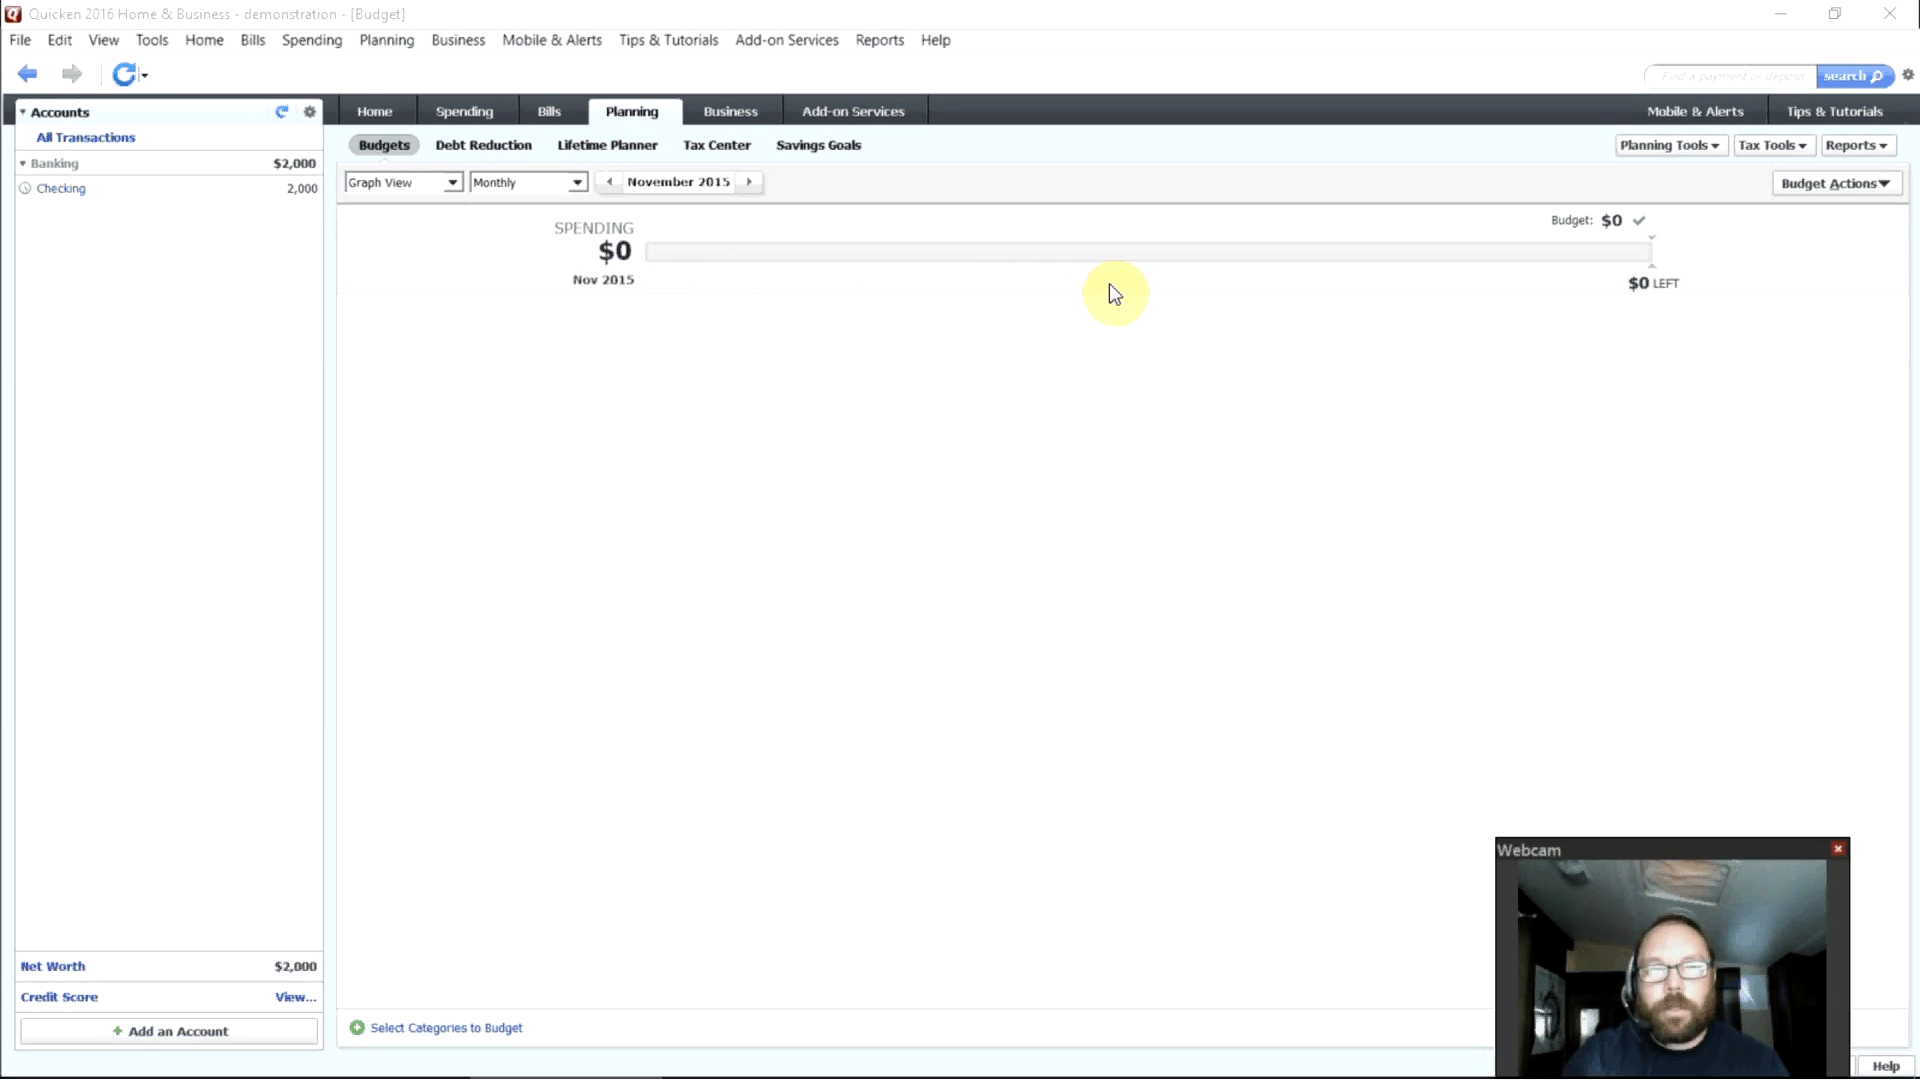 Quicken 2016 Home & Business - demonstration - [Budget]
File Edit View Tools Home Bills Spending Planning Business Mobile & Alerts Tips & Tutorials Add-on Services Reports Help
Find a payment or deposit search
Accounts
All Transactions
Banking $2,000
Checking 2,000
Home Spending Bills Planning Business Add-on Services Mobile & Alerts Tips & Tutorials
Budgets Debt Reduction Lifetime Planner Tax Center Savings Goals Planning Tools Tax Tools Reports
Graph View Monthly November 2015 Budget Actions
SPENDING
$0
Nov 2015
Budget: $0
$0 LEFT
Net Worth $2,000
Credit Score View...
Add an Account
Select Categories to Budget
Webcam
Help